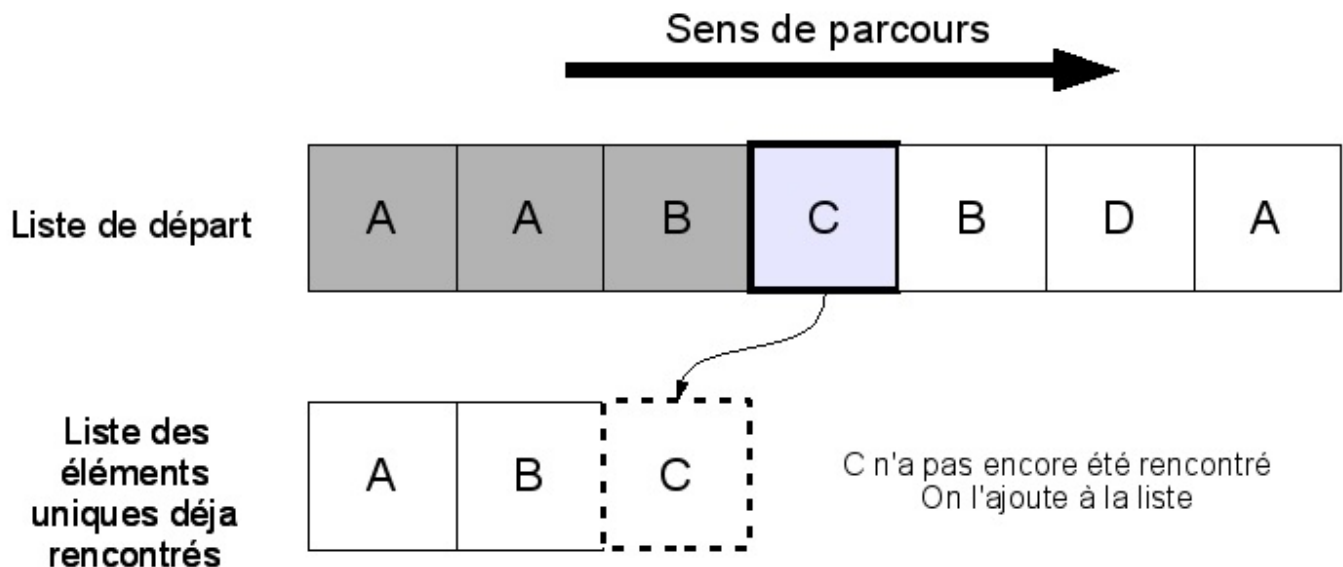 Sens de parcours
Liste de départ
A A B C B D A
Liste des
éléments
uniques déja
rencontrés
A B C
C n'a pas encore été rencontré
On l'ajoute à la liste